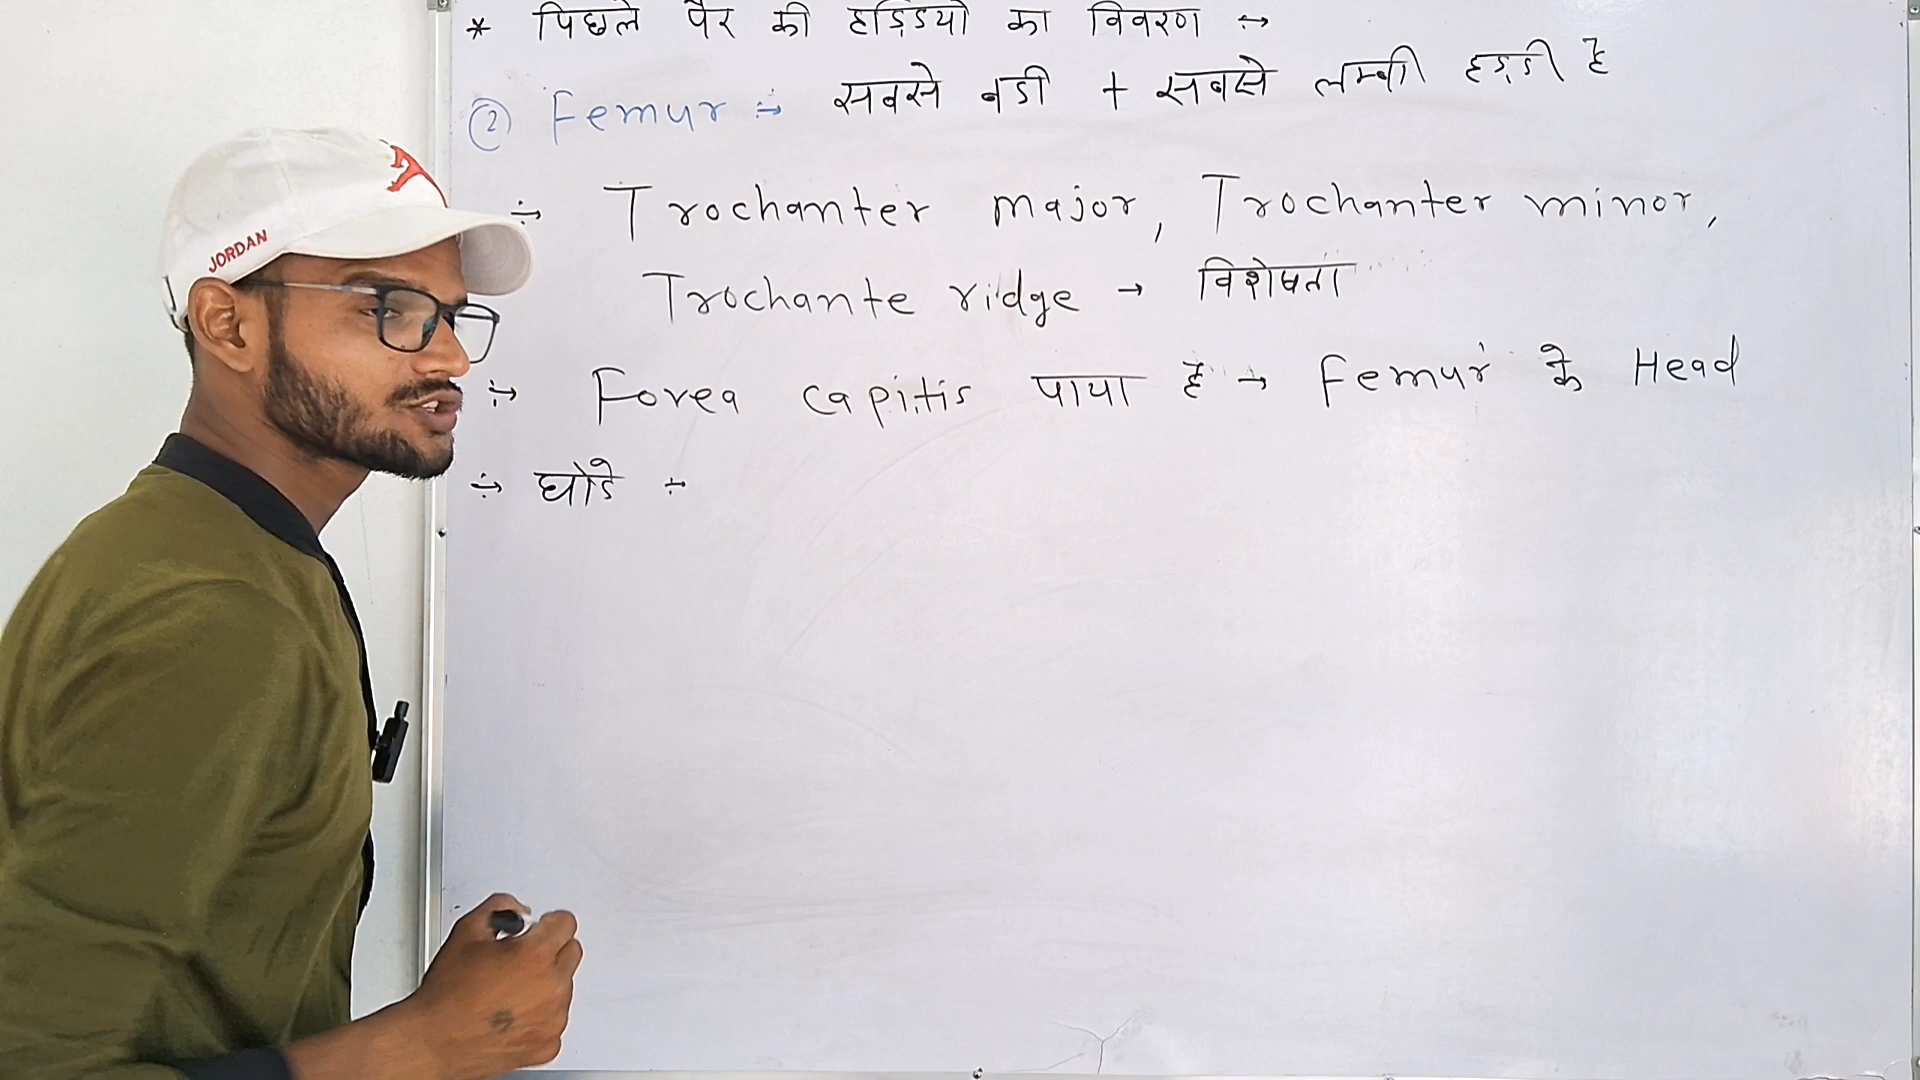 * पिछले पैर की हड्डियो का विवरण :→
② Femur :→ सबसे बडी + सबसे लम्बी हड्डी है
:→ Trochanter major, Trochanter minor,
Trochante ridge → विशेषता
:→ Forea capitis पाया है → Femur के Head
:→ घोडे ÷
JORDAN